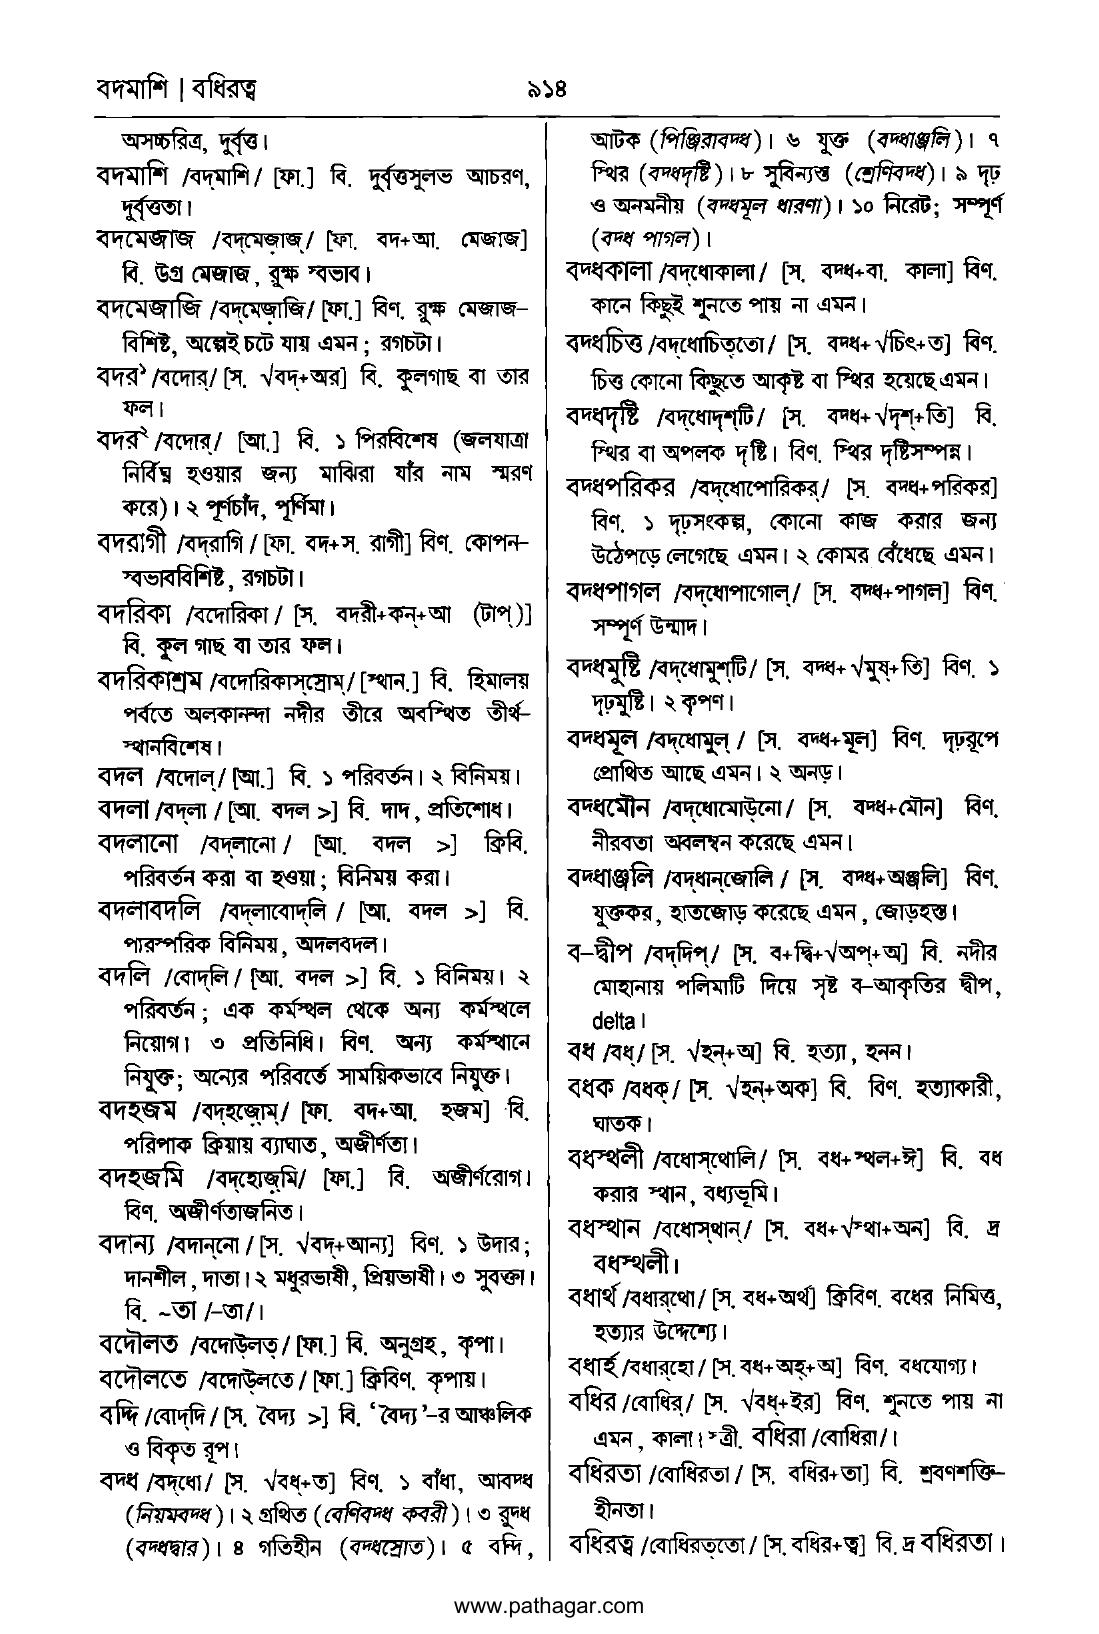 বদমাশি | বধিরত্ব
৯১৪
অসচ্চরিত্র, দুর্বৃত্ত।
বদমাশি /বদ্‌মাশি/ [ফা.] বি. দুর্বৃত্তসুলভ আচরণ,
দুর্বৃত্ততা।
বদমেজাজ /বদ্‌মেজ়াজ়্/ [ফা. বদ+আ. মেজাজ]
বি. উগ্র মেজাজ, রুক্ষ স্বভাব।
বদমেজাজি /বদ্‌মেজ়াজ়ি/ [ফা.] বিণ. রুক্ষ মেজাজ–
বিশিষ্ট, অল্পেই চটে যায় এমন; রগচটা।
বদর১ /বদোর্/ [স. √বদ্+অর] বি. কুলগাছ বা তার
ফল।
বদর২ /বদোর্/ [আ.] বি. ১ পিরবিশেষ (জলযাত্রা
নির্বিঘ্ন হওয়ার জন্য মাঝিরা যাঁর নাম স্মরণ
করে)। ২ পূর্ণচাঁদ, পূর্ণিমা।
বদরাগী /বদ্‌রাগি/ [ফা. বদ+স. রাগী] বিণ. কোপন–
স্বভাববিশিষ্ট, রগচটা।
বদরিকা /বদোরিকা/ [স. বদরী+কন্+আ (টাপ্)]
বি. কুল গাছ বা তার ফল।
বদরিকাশ্রম /বদোরিকাস্‌স্রোম্/ [স্থান.] বি. হিমালয়
পর্বতে অলকানন্দা নদীর তীরে অবস্থিত তীর্থ–
স্থানবিশেষ।
বদল /বদোল্/ [আ.] বি. ১ পরিবর্তন। ২ বিনিময়।
বদলা /বদ্‌লা/ [আ. বদল >] বি. দাদ, প্রতিশোধ।
বদলানো /বদ্‌লানো/ [আ. বদল >] ক্রিবি.
পরিবর্তন করা বা হওয়া; বিনিময় করা।
বদলাবদলি /বদ্‌লাবোদ্‌লি/ [আ. বদল >] বি.
পারস্পরিক বিনিময়, অদলবদল।
বদলি /বোদ্‌লি/ [আ. বদল >] বি. ১ বিনিময়। ২
পরিবর্তন; এক কর্মস্থল থেকে অন্য কর্মস্থলে
নিয়োগ। ৩ প্রতিনিধি। বিণ. অন্য কর্মস্থানে
নিযুক্ত; অন্যের পরিবর্তে সাময়িকভাবে নিযুক্ত।
বদহজম /বদ্‌হজ়োম্/ [ফা. বদ+আ. হজম] বি.
পরিপাক ক্রিয়ায় ব্যাঘাত, অজীর্ণতা।
বদহজমি /বদ্‌হোজ়্‌মি/ [ফা.] বি. অজীর্ণরোগ।
বিণ. অজীর্ণতাজনিত।
বদান্য /বদান্‌নো/ [স. √বদ্+আন্য] বিণ. ১ উদার;
দানশীল, দাতা। ২ মধুরভাষী, প্রিয়ভাষী। ৩ সুবক্তা।
বি. ~তা /–তা/।
বদৌলত /বদোউ্‌লত্/ [ফা.] বি. অনুগ্রহ, কৃপা।
বদৌলতে /বদোউ্‌লতে/ [ফা.] ক্রিবিণ. কৃপায়।
বদ্দি /বোদ্‌দি/ [স. বৈদ্য >] বি. ‘বৈদ্য’–র আঞ্চলিক
ও বিকৃত রূপ।
বদ্ধ /বদ্‌ধো/ [স. √বধ্+ত] বিণ. ১ বাঁধা, আবদ্ধ
(নিয়মবদ্ধ)। ২ গ্রথিত (বেণিবদ্ধ কবরী)। ৩ রুদ্ধ
(বদ্ধদ্বার)। ৪ গতিহীন (বদ্ধস্রোত)। ৫ বন্দি,
আটক (পিঞ্জিরাবদ্ধ)। ৬ যুক্ত (বদ্ধাঞ্জলি)। ৭
স্থির (বদ্ধদৃষ্টি)। ৮ সুবিন্যস্ত (শ্রেণিবদ্ধ)। ৯ দৃঢ়
ও অনমনীয় (বদ্ধমূল ধারণা)। ১০ নিরেট; সম্পূর্ণ
(বদ্ধ পাগল)।
বদ্ধকালা /বদ্‌ধোকালা/ [স. বদ্ধ+বা. কালা] বিণ.
কানে কিছুই শুনতে পায় না এমন।
বদ্ধচিত্ত /বদ্‌ধোচিত্‌তো/ [স. বদ্ধ+√চিৎ+ত] বিণ.
চিত্ত কোনো কিছুতে আকৃষ্ট বা স্থির হয়েছে এমন।
বদ্ধদৃষ্টি /বদ্‌ধোদৃশ্‌টি/ [স. বদ্ধ+√দৃশ্+তি] বি.
স্থির বা অপলক দৃষ্টি। বিণ. স্থির দৃষ্টিসম্পন্ন।
বদ্ধপরিকর /বদ্‌ধোপোরিকর্/ [স. বদ্ধ+পরিকর]
বিণ. ১ দৃঢ়সংকল্প, কোনো কাজ করার জন্য
উঠেপড়ে লেগেছে এমন। ২ কোমর বেঁধেছে এমন।
বদ্ধপাগল /বদ্‌ধোপাগোল্/ [স. বদ্ধ+পাগল] বিণ.
সম্পূর্ণ উন্মাদ।
বদ্ধমুষ্টি /বদ্‌ধোমুশ্‌টি/ [স. বদ্ধ+√মুষ্+তি] বিণ. ১
দৃঢ়মুষ্টি। ২ কৃপণ।
বদ্ধমূল /বদ্‌ধোমুল্/ [স. বদ্ধ+মূল] বিণ. দৃঢ়রূপে
প্রোথিত আছে এমন। ২ অনড়।
বদ্ধমৌন /বদ্‌ধোমোউ্‌নো/ [স. বদ্ধ+মৌন] বিণ.
নীরবতা অবলম্বন করেছে এমন।
বদ্ধাঞ্জলি /বদ্‌ধান্‌জোলি/ [স. বদ্ধ+অঞ্জলি] বিণ.
যুক্তকর, হাতজোড় করেছে এমন, জোড়হস্ত।
ব–দ্বীপ /বদ্‌দিপ্/ [স. ব+দ্বি+√অপ্+অ] বি. নদীর
মোহানায় পলিমাটি দিয়ে সৃষ্ট ব–আকৃতির দ্বীপ,
delta।
বধ /বধ্/ [স. √হন্+অ] বি. হত্যা, হনন।
বধক /বধক্/ [স. √হন্+অক] বি. বিণ. হত্যাকারী,
ঘাতক।
বধস্থলী /বধোস্‌থোলি/ [স. বধ+স্থল+ঈ] বি. বধ
করার স্থান, বধ্যভূমি।
বধস্থান /বধোস্‌থান্/ [স. বধ+√স্থা+অন] বি. দ্র
বধস্থলী।
বধার্থ /বধার্‌থো/ [স. বধ+অর্থ] ক্রিবিণ. বধের নিমিত্ত,
হত্যার উদ্দেশ্যে।
বধার্হ /বধার্‌হো/ [স. বধ+অহ্+অ] বিণ. বধযোগ্য।
বধির /বোধির্/ [স. √বধ্+ইর] বিণ. শুনতে পায় না
এমন, কালা। স্ত্রী. বধিরা /বোধিরা/।
বধিরতা /বোধিরতা/ [স. বধির+তা] বি. শ্রবণশক্তি–
হীনতা।
বধিরত্ব /বোধিরত্‌তো/ [স. বধির+ত্ব] বি. দ্র বধিরতা।
www.pathagar.com